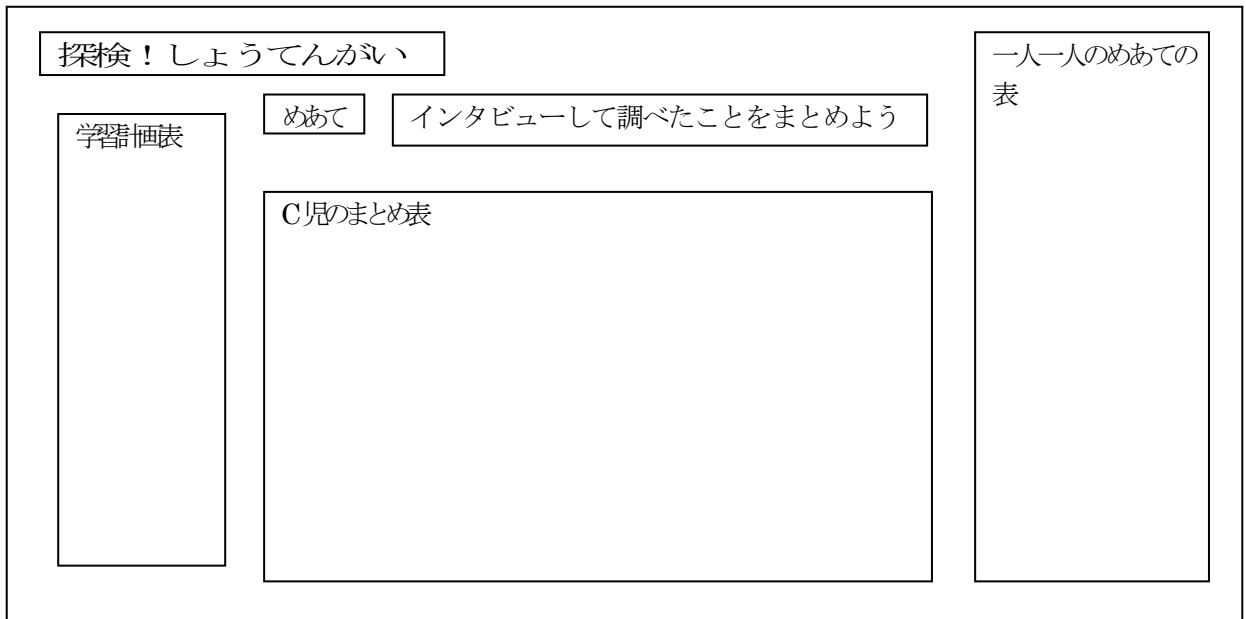 探検！しょうてんがい
一人一人のめあての
表
めあて
インタビューして調べたことをまとめよう
学習計画表
C児のまとめ表